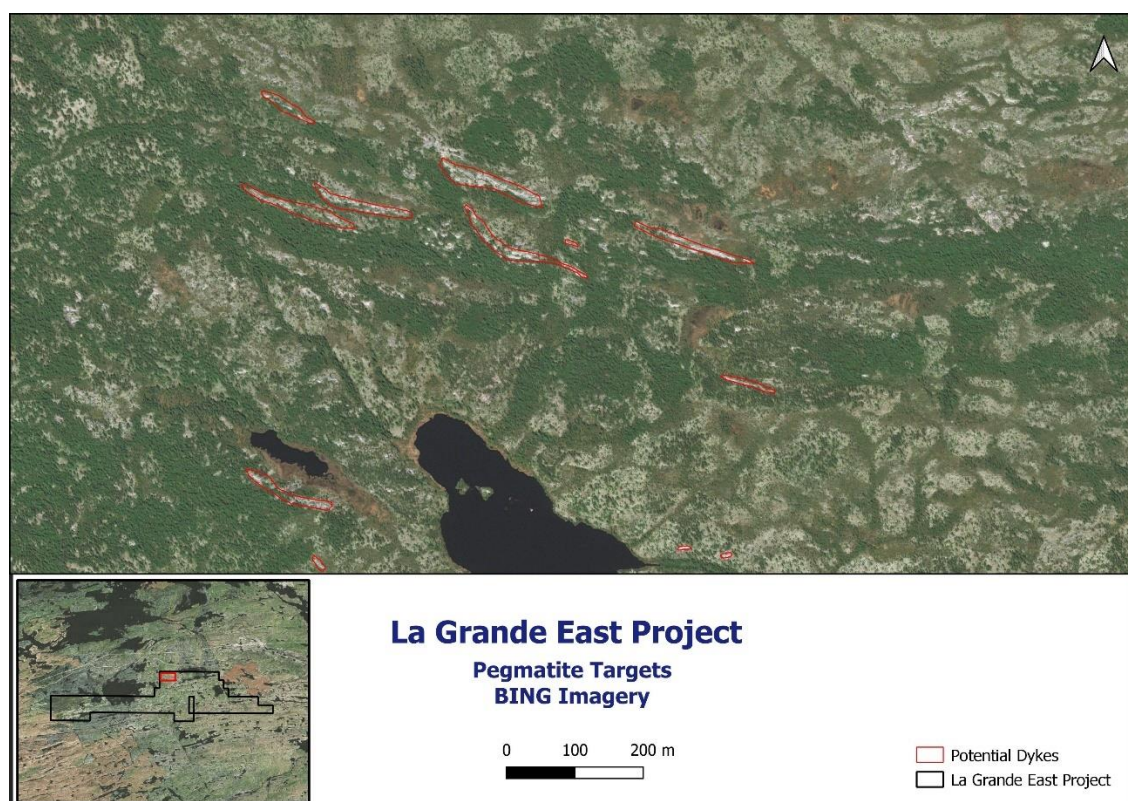 La Grande East Project
Pegmatite Targets
BING Imagery
0 100 200 m
Potential Dykes
La Grande East Project